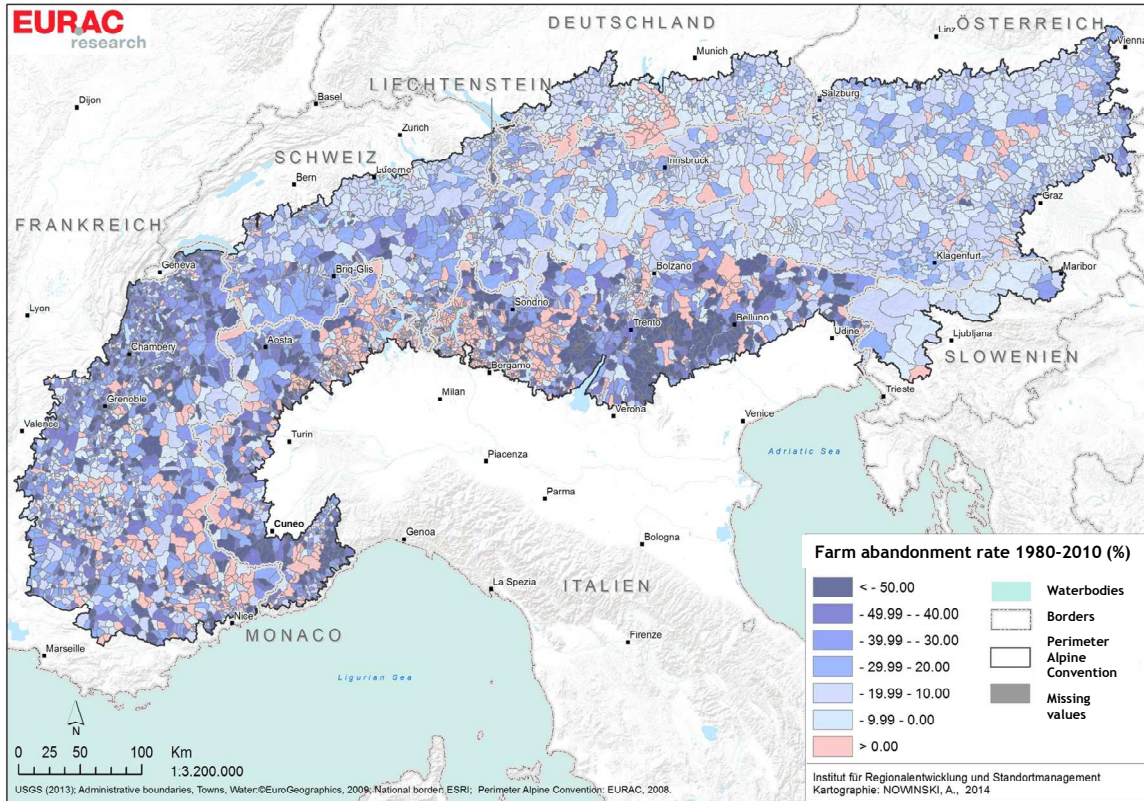 EURAC
research
DEUTSCHLAND
ÖSTERREICH
Linz
Vienna
Munich
LIECHTENSTEIN
Salzburg
Dijon
Basel
Zurich
Innsbruck
SCHWEIZ
Lucerne
Bern
Graz
FRANKREICH
Klagenfurt
Maribor
Geneva
Brig-Glis
Bolzano
Sondrio
Lyon
Trento
Belluno
Udine
Ljubljana
Chambéry
Aosta
SLOWENIEN
Bergamo
Trieste
Grenoble
Milan
Verona
Venice
Valence
Turin
Adriatic Sea
Piacenza
Parma
Cuneo
Genoa
Bologna
La Spezia
ITALIEN
Nice
MONACO
Firenze
Marseille
Ligurian Sea
N
0 25 50 100 Km
1:3.200.000
USGS (2013); Administrative boundaries, Towns, Water:©EuroGeographics, 2009; National border: ESRI; Perimeter Alpine Convention: EURAC, 2008.
Farm abandonment rate 1980-2010 (%)
< - 50.00
- 49.99 - - 40.00
- 39.99 - - 30.00
- 29.99 - 20.00
- 19.99 - 10.00
- 9.99 - 0.00
> 0.00
Waterbodies
Borders
Perimeter
Alpine
Convention
Missing
values
Institut für Regionalentwicklung und Standortmanagement
Kartographie: NOWINSKI, A., 2014